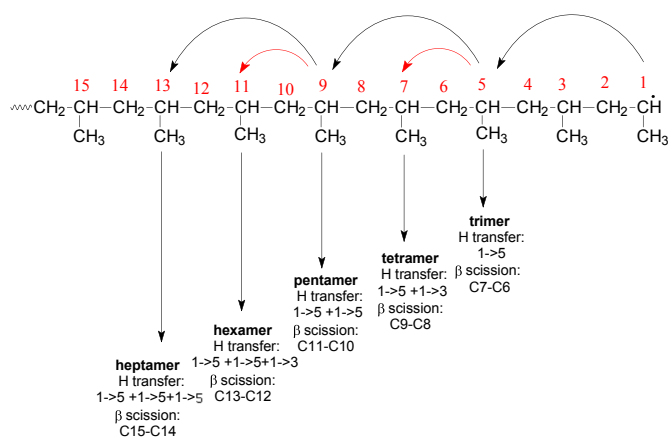 15 14 13 12 11 10 9 8 7 6 5 4 3 2 1
CH₂-CH-CH₂-CH-CH₂-CH-CH₂-CH-CH₂-CH-CH₂-CH-CH₂-CH-CH₂-CH·
CH₃ CH₃ CH₃ CH₃ CH₃ CH₃ CH₃ CH₃
trimer
H transfer:
1->5
β scission:
C7-C6
tetramer
H transfer:
1->5 +1->3
β scission:
C9-C8
pentamer
H transfer:
1->5 +1->5
β scission:
C11-C10
hexamer
H transfer:
1->5 +1->5+1->3
β scission:
C13-C12
heptamer
H transfer:
1->5 +1->5+1->5
β scission:
C15-C14